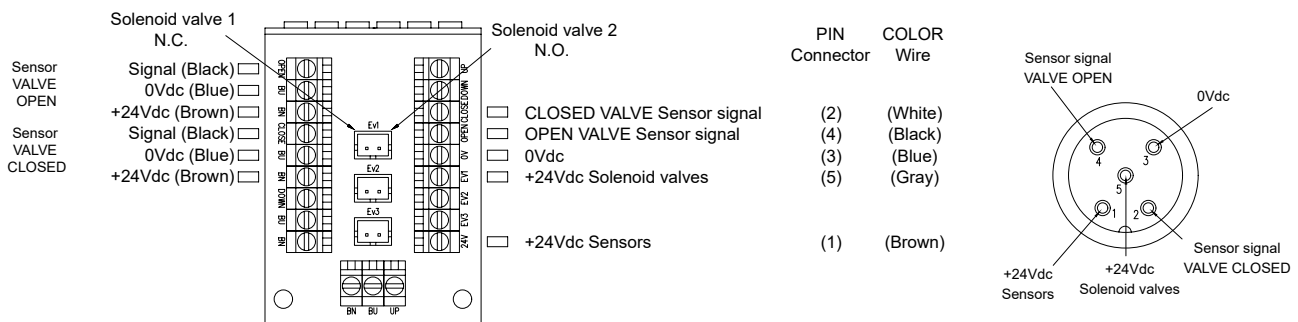 Solenoid valve 1
N.C.
Solenoid valve 2
N.O.
PIN
Connector
COLOR
Wire
Sensor
VALVE
OPEN
Signal (Black)
0Vdc (Blue)
+24Vdc (Brown)
Sensor
VALVE
CLOSED
Signal (Black)
0Vdc (Blue)
+24Vdc (Brown)
OPEN
BU
BN
CLOSE
BU
BN
DOWN
BU
BN
Ev1
Ev2
Ev3
UP
DOWN
CLOSE
OPEN
0V
EV1
EV2
EV3
24V
BN BU UP
CLOSED VALVE Sensor signal (2) (White)
OPEN VALVE Sensor signal (4) (Black)
0Vdc (3) (Blue)
+24Vdc Solenoid valves (5) (Gray)
+24Vdc Sensors (1) (Brown)
Sensor signal
VALVE OPEN
0Vdc
4
3
5
1
2
+24Vdc
Sensors
+24Vdc
Solenoid valves
Sensor signal
VALVE CLOSED